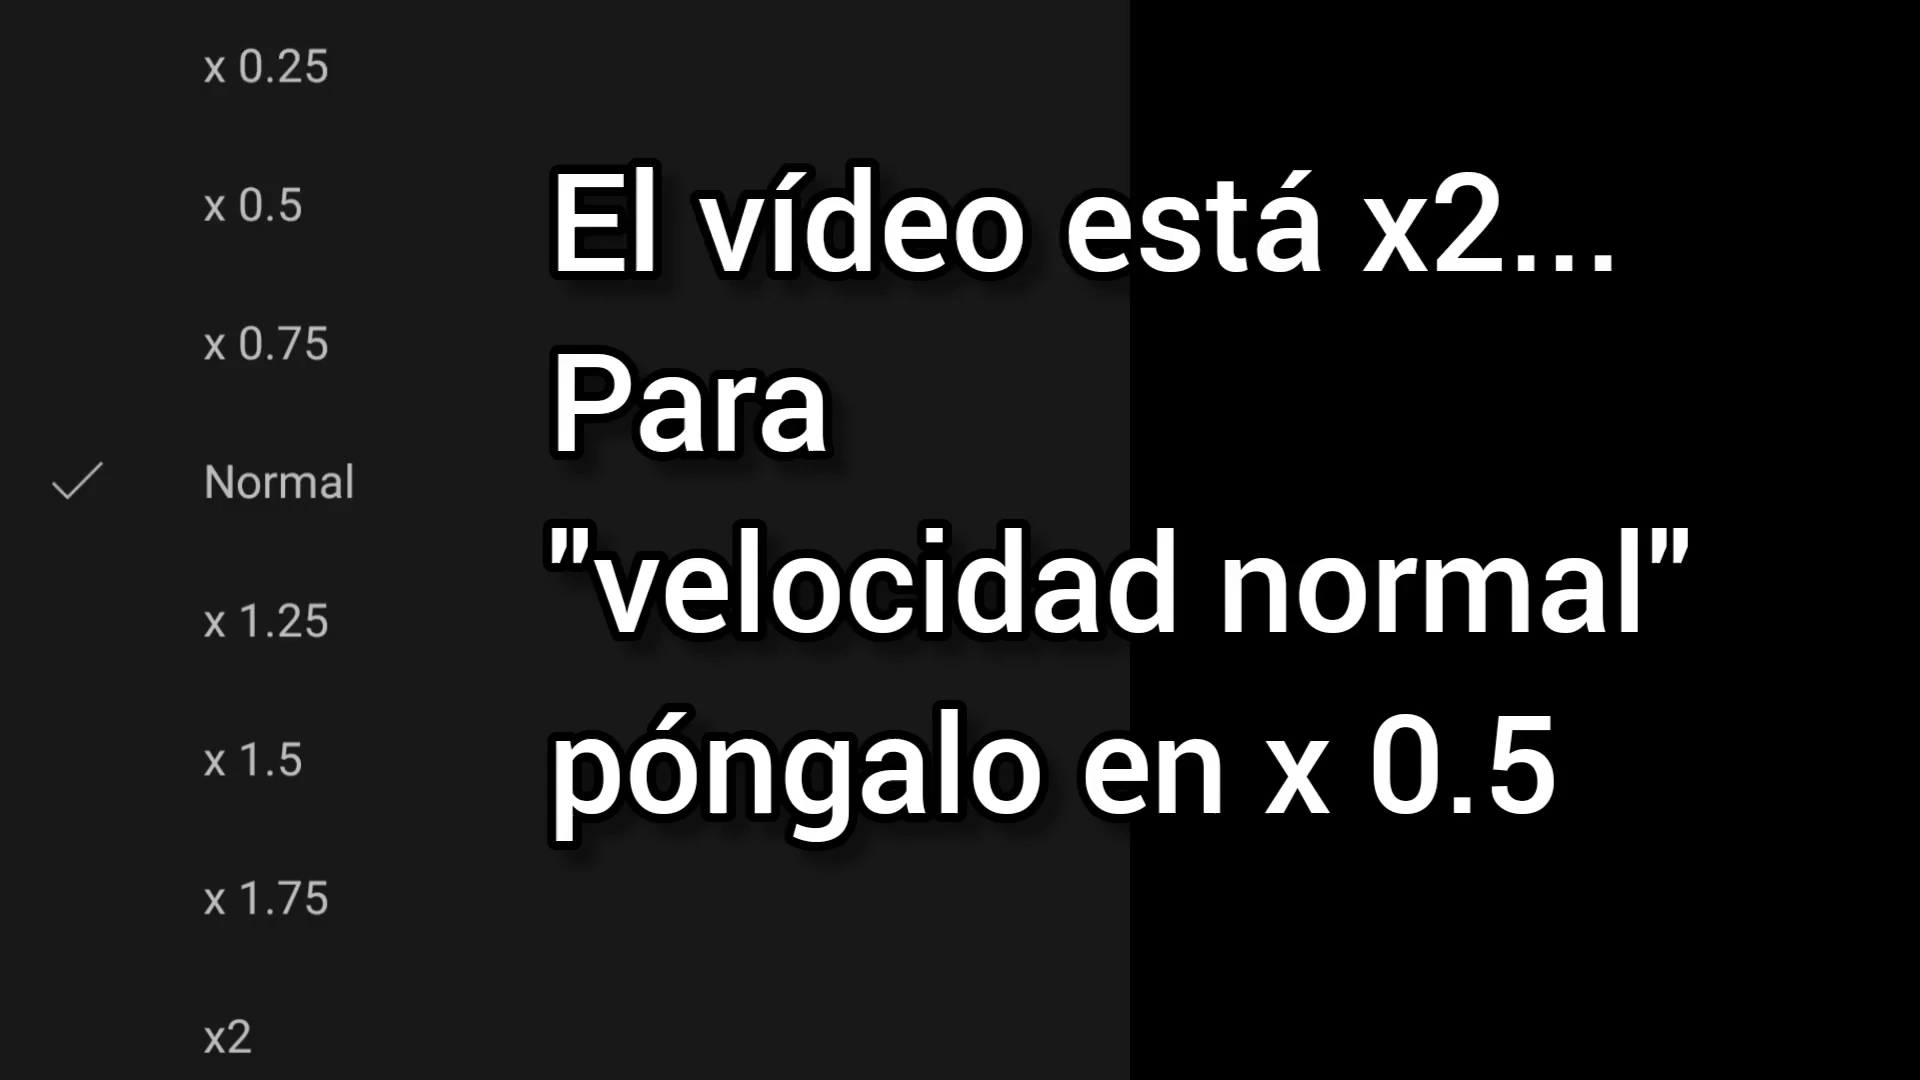 x 0.25
x 0.5
x 0.75
Normal
x 1.25
x 1.5
x 1.75
x2
El vídeo está x2...
Para
"velocidad normal"
póngalo en x 0.5